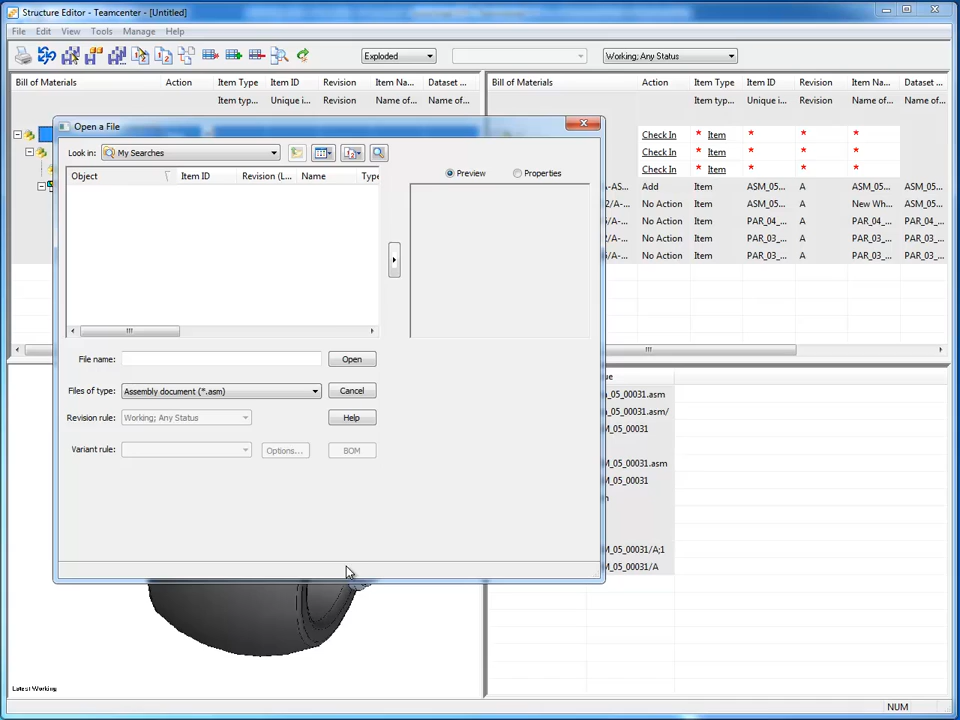 Structure Editor - Teamcenter - [Untitled]
File Edit View Tools Manage Help
Exploded
Working; Any Status
Bill of Materials Action Item Type Item ID Revision Item Na... Dataset ...
Item typ... Unique i... Revision Name of... Name of...
Bill of Materials Action Item Type Item ID Revision Item Na... Dataset ...
Item typ... Unique i... Revision Name of... Name of...
Check In * Item * * *
Check In * Item * * *
Check In * Item * * *
A-AS... Add Item ASM_05... A ASM_05... ASM_05...
2/A-... No Action Item ASM_05... A New Wh... ASM_05...
No Action Item PAR_04_... A PAR_04_... PAR_04_...
2/A-... No Action Item PAR_03_... A PAR_03_... PAR_03_...
No Action Item PAR_03_... A PAR_03_... PAR_03_...
Open a File
Look in: My Searches
Object Item ID Revision (L... Name Type
Preview Properties
File name: Open
Files of type: Assembly document (*.asm) Cancel
Revision rule: Working; Any Status Help
Variant rule: Options... BOM
ue
_05_00031.asm
_05_00031.asm/
M_05_00031
M_05_00031.asm
M_05_00031
M_05_00031/A;1
M_05_00031/A
Latest Working
NUM